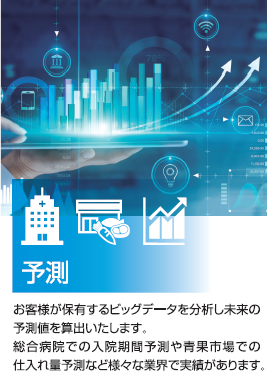 予測
お客様が保有するビッグデータを分析し未来の
予測値を算出いたします。
総合病院での入院期間予測や青果市場での
仕入れ量予測など様々な業界で実績があります。